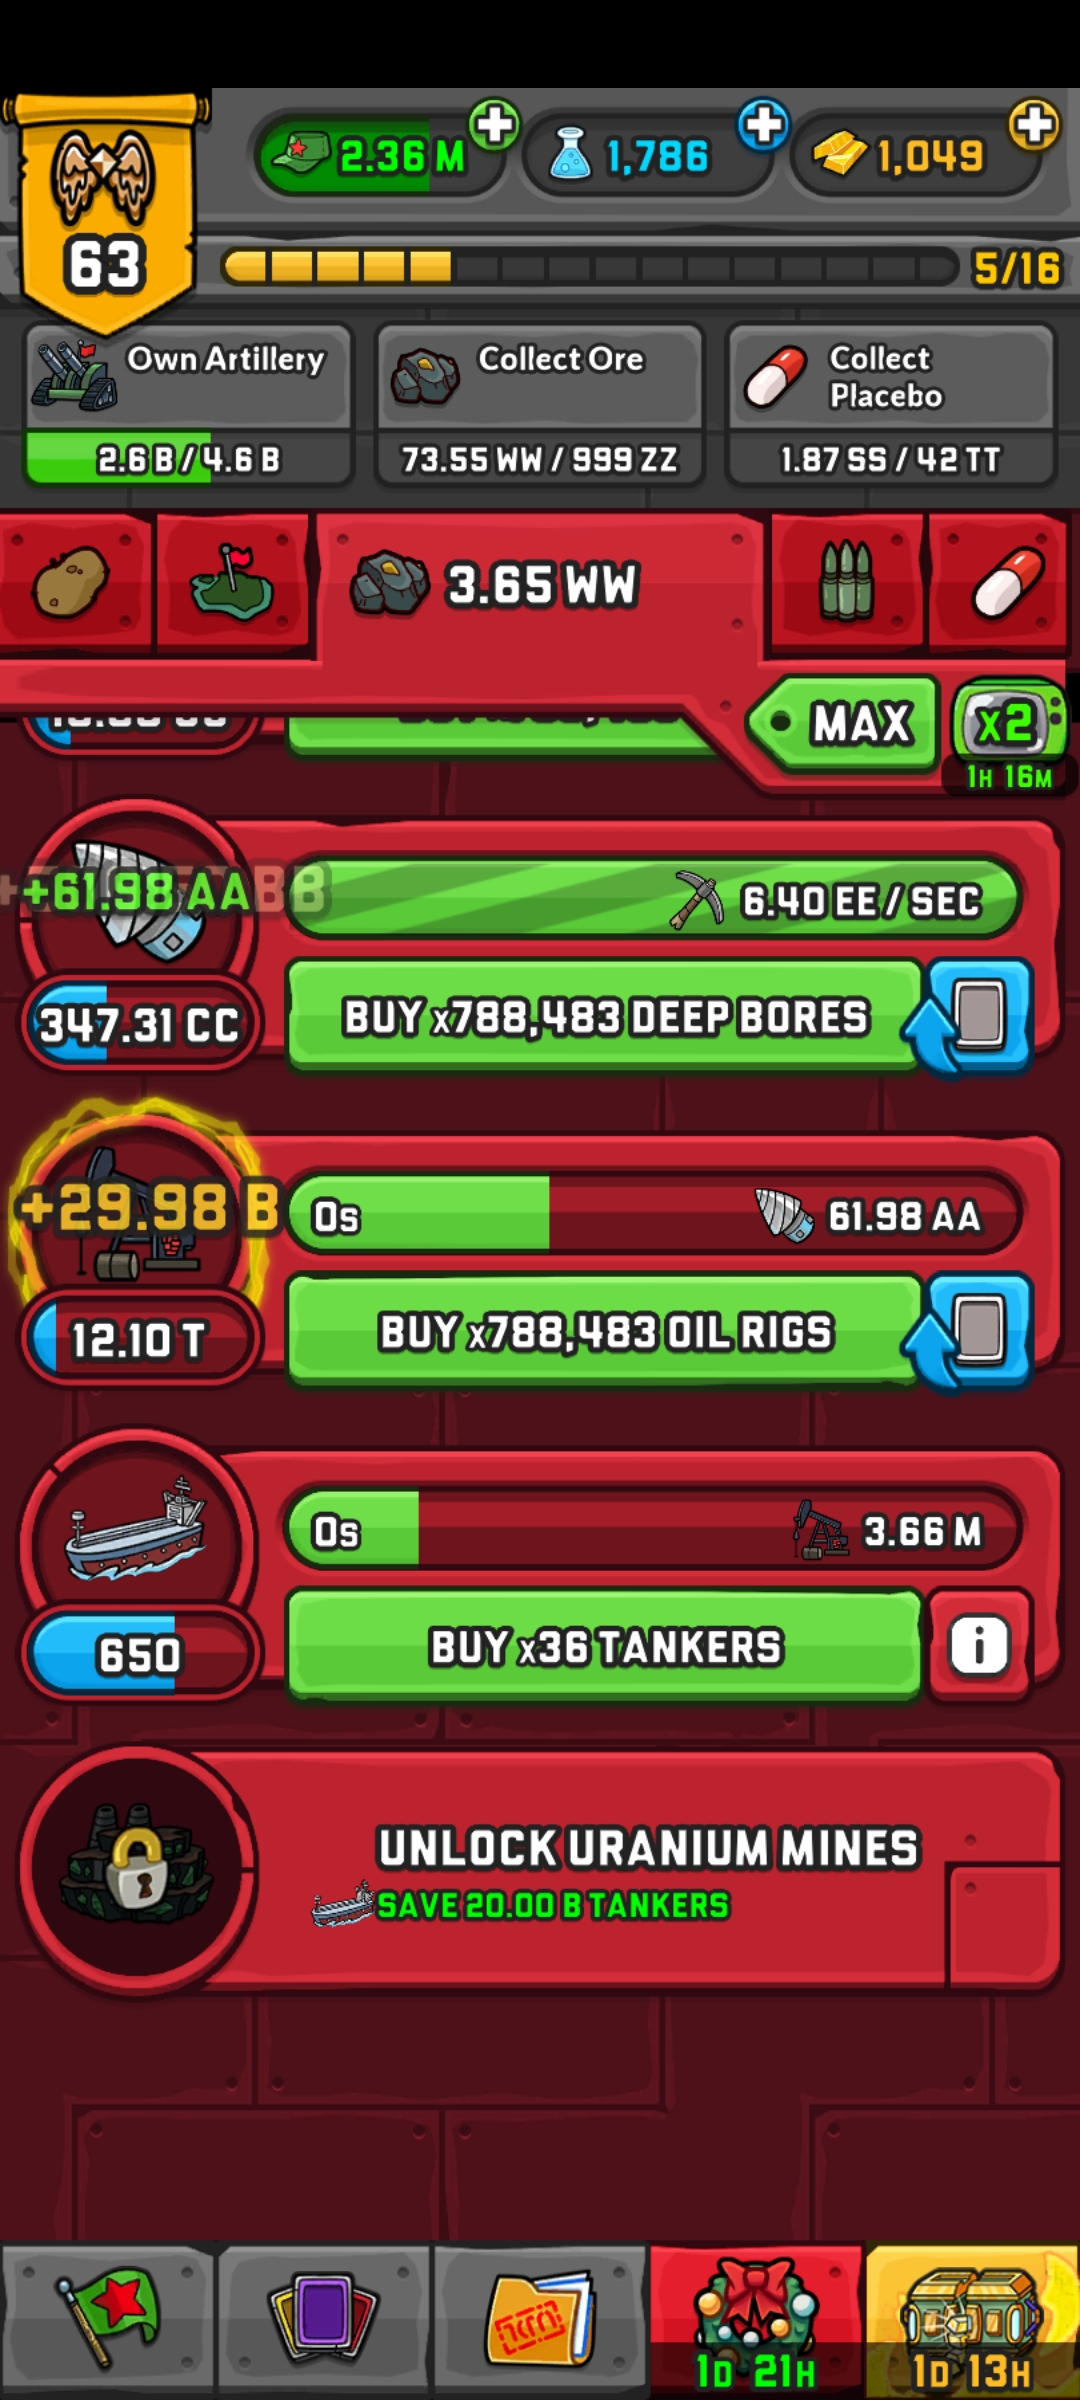 63
2.36 M
1,786
1,049
5/16
Own Artillery
2.6 B / 4.6 B
Collect Ore
73.55 WW / 999 ZZ
Collect
Placebo
1.87 SS / 42 TT
3.65 WW
MAX
x2
1H 16M
+61.98 AA
BB
6.40 EE / SEC
347.31 CC
BUY x788,483 DEEP BORES
+29.98 B
0s
61.98 AA
12.10 T
BUY x788,483 OIL RIGS
0s
3.66 M
650
BUY x36 TANKERS
i
UNLOCK URANIUM MINES
SAVE 20.00 B TANKERS
1D 21H
1D 13H